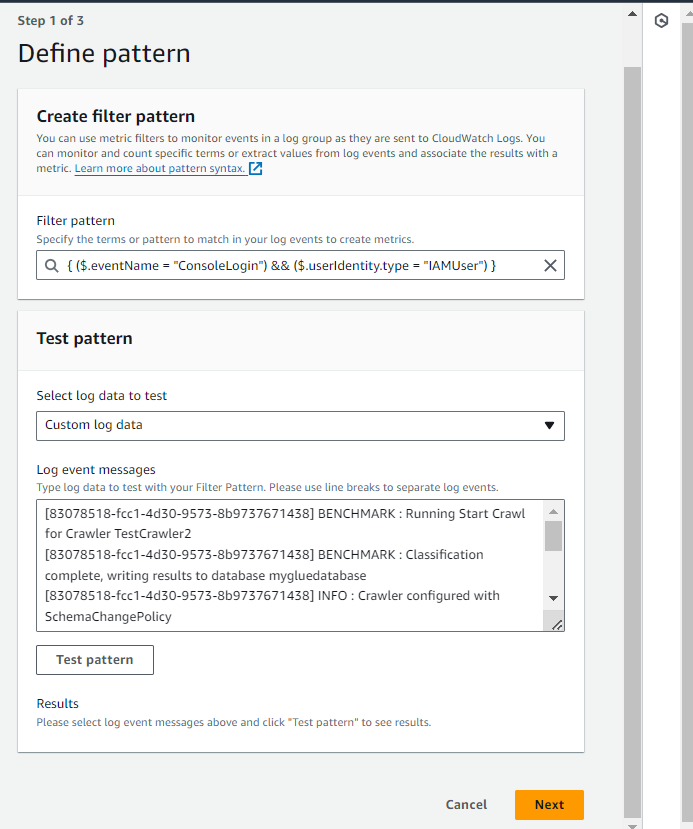 Step 1 of 3
Define pattern
Create filter pattern
You can use metric filters to monitor events in a log group as they are sent to CloudWatch Logs. You
can monitor and count specific terms or extract values from log events and associate the results with a
metric. Learn more about pattern syntax.
Filter pattern
Specify the terms or pattern to match in your log events to create metrics.
{ ($.eventName = "ConsoleLogin") && ($.userIdentity.type = "IAMUser") }
Test pattern
Select log data to test
Custom log data
Log event messages
Type log data to test with your Filter Pattern. Please use line breaks to separate log events.
[83078518-fcc1-4d30-9573-8b9737671438] BENCHMARK : Running Start Crawl
for Crawler TestCrawler2
[83078518-fcc1-4d30-9573-8b9737671438] BENCHMARK : Classification
complete, writing results to database mygluedatabase
[83078518-fcc1-4d30-9573-8b9737671438] INFO : Crawler configured with
SchemaChangePolicy
Test pattern
Results
Please select log event messages above and click "Test pattern" to see results.
Cancel
Next